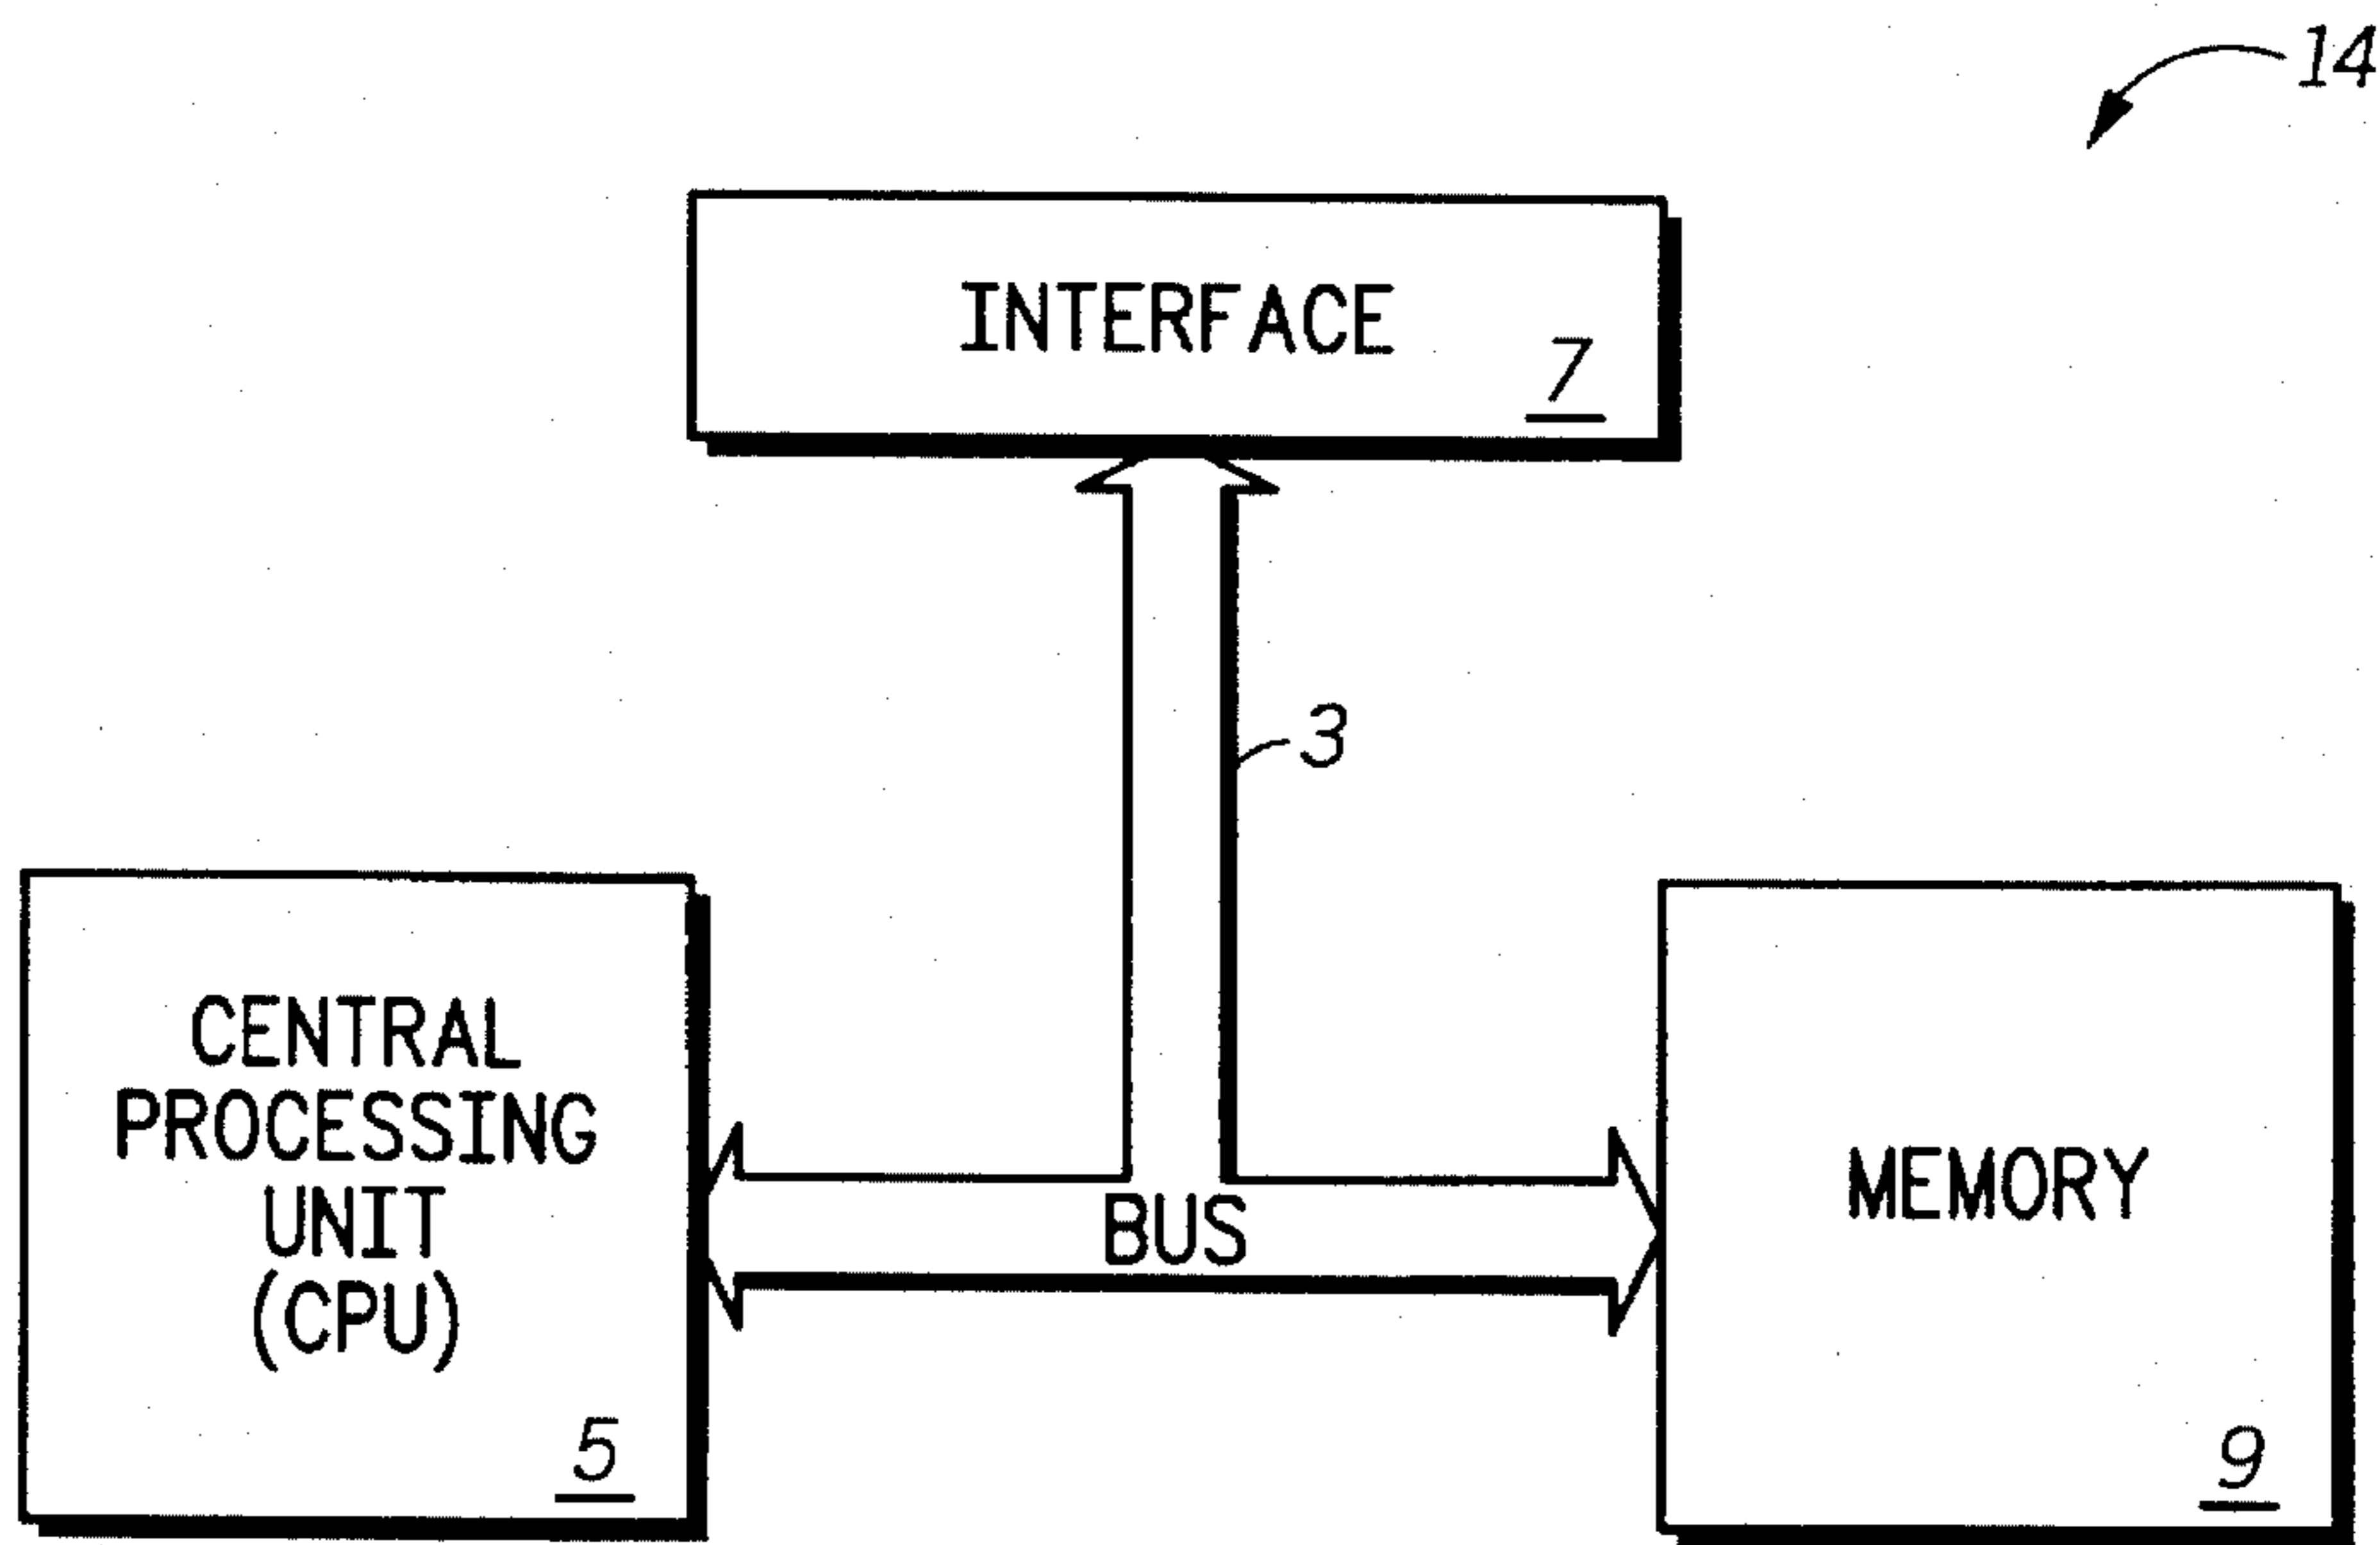 14
INTERFACE
7
3
CENTRAL
PROCESSING
UNIT
(CPU)
5
BUS
MEMORY
9